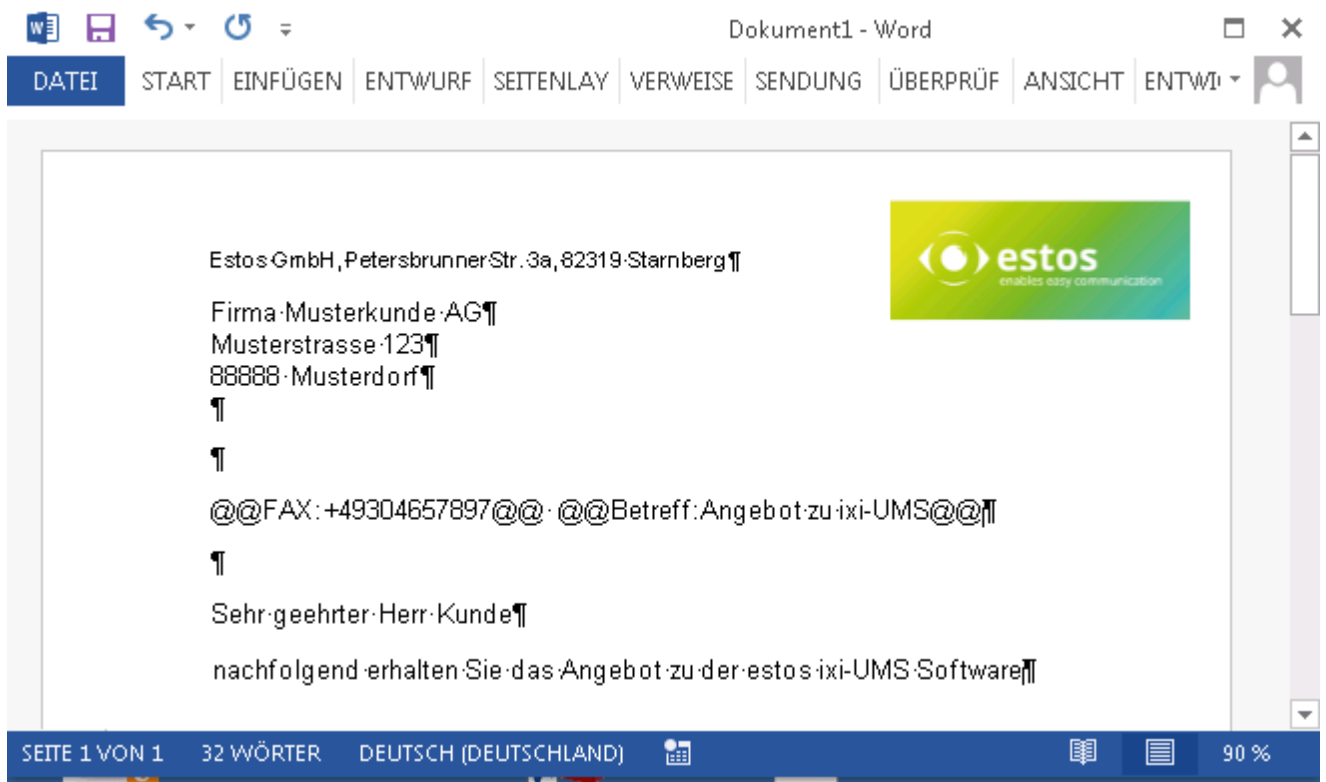 Dokument1 - Word
DATEI START EINFÜGEN ENTWURF SEITENLAY VERWEISE SENDUNG ÜBERPRÜF ANSICHT ENTWI
estos
enables easy communication
Estos·GmbH,·Petersbrunner·Str.·3a,·82319·Starnberg¶
Firma·Musterkunde·AG¶
Musterstrasse·123¶
88888·Musterdorf¶
¶
¶
@@FAX:+49304657897@@·@@Betreff:Angebot·zu·ixi-UMS@@¶
¶
Sehr·geehrter·Herr·Kunde¶
nachfolgend·erhalten·Sie·das·Angebot·zu·der·estos·ixi-UMS·Software¶
SEITE 1 VON 1 32 WÖRTER DEUTSCH (DEUTSCHLAND) 90 %